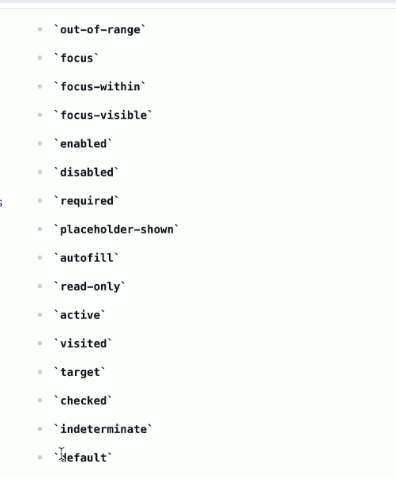 `out-of-range`
`focus`
`focus-within`
`focus-visible`
`enabled`
`disabled`
`required`
s
`placeholder-shown`
`autofill`
`read-only`
`active`
`visited`
`target`
`checked`
`indeterminate`
`default`